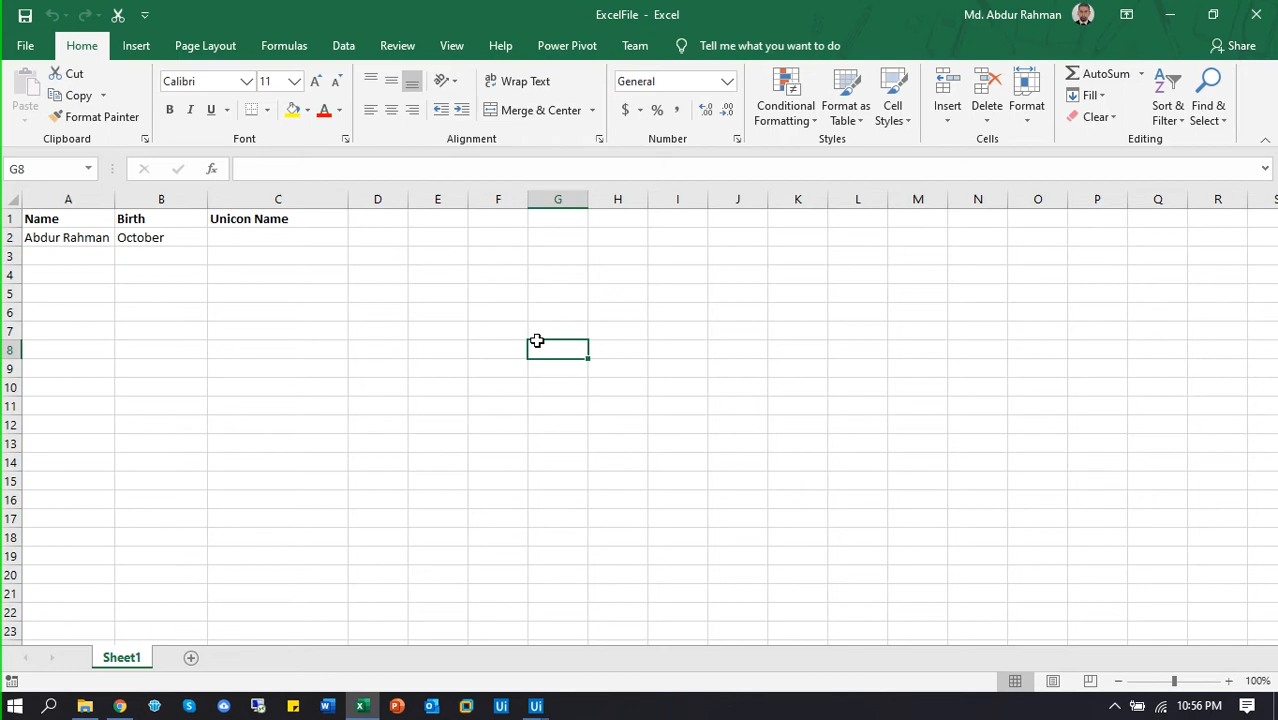 ExcelFile - Excel
Md. Abdur Rahman
File Home Insert Page Layout Formulas Data Review View Help Power Pivot Team Tell me what you want to do Share
Paste
Cut
Copy
Format Painter
Clipboard
Calibri 11
B I U A
Font
Wrap Text
Merge & Center
Alignment
General
$ % ,
Number
Conditional Formatting
Format as Table
Cell Styles
Styles
Insert Delete Format
Cells
AutoSum
Fill
Clear
Sort & Filter
Find & Select
Editing
G8 fx
A B C D E F G H I J K L M N O P Q R S
1 Name Birth Unicon Name
2 Abdur Rahman October
3
4
5
6
7
8
9
10
11
12
13
14
15
16
17
18
19
20
21
22
23
Sheet1
100%
10:56 PM